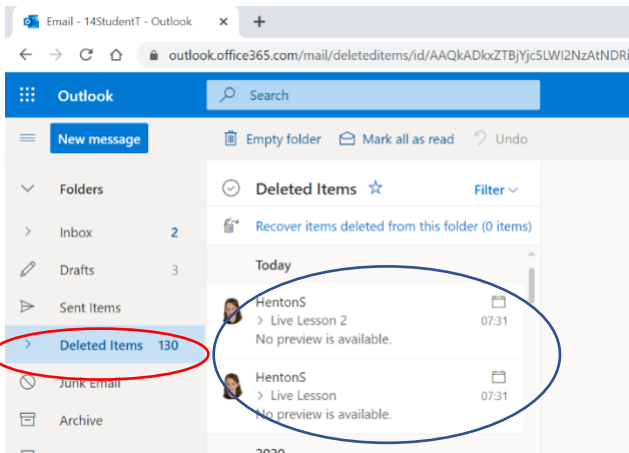 Email - 14StudentT - Outlook
outlook.office365.com/mail/deleteditems/id/AAQkADkxZTBjYjc5LWI2NzAtNDRi
Outlook
Search
New message
Empty folder
Mark all as read
Undo
Folders
Deleted Items
Filter
Inbox 2
Recover items deleted from this folder (0 items)
Drafts 3
Today
Sent Items
HentonS
> Live Lesson 2 07:31
No preview is available.
Deleted Items 130
Junk Email
HentonS
> Live Lesson 07:31
No preview is available.
Archive
2020